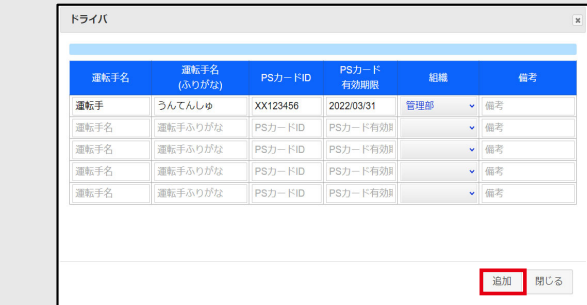 ドライバ
x
運転手名 運転手名 (ふりがな) PSカードID PSカード 有効期限 組織 備考
運転手 うんてんしゅ XX123456 2022/03/31 管理部 備考
運転手名 運転手ふりがな PSカードID PSカード有効期 備考
運転手名 運転手ふりがな PSカードID PSカード有効期 備考
運転手名 運転手ふりがな PSカードID PSカード有効期 備考
運転手名 運転手ふりがな PSカードID PSカード有効期 備考
追加 閉じる